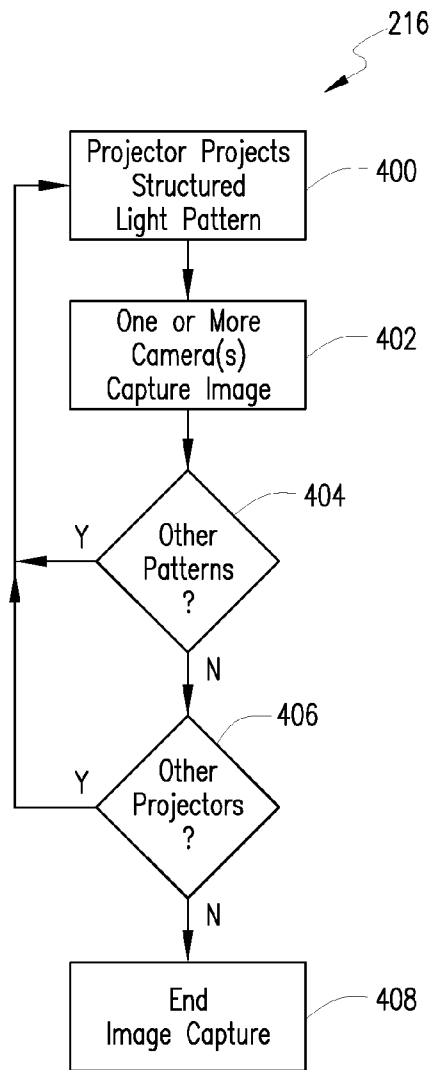 216
Projector Projects
Structured
Light Pattern
400
One or More
Camera(s)
Capture Image
402
404
Other
Patterns
?
Y
N
406
Other
Projectors
?
Y
N
End
Image Capture
408